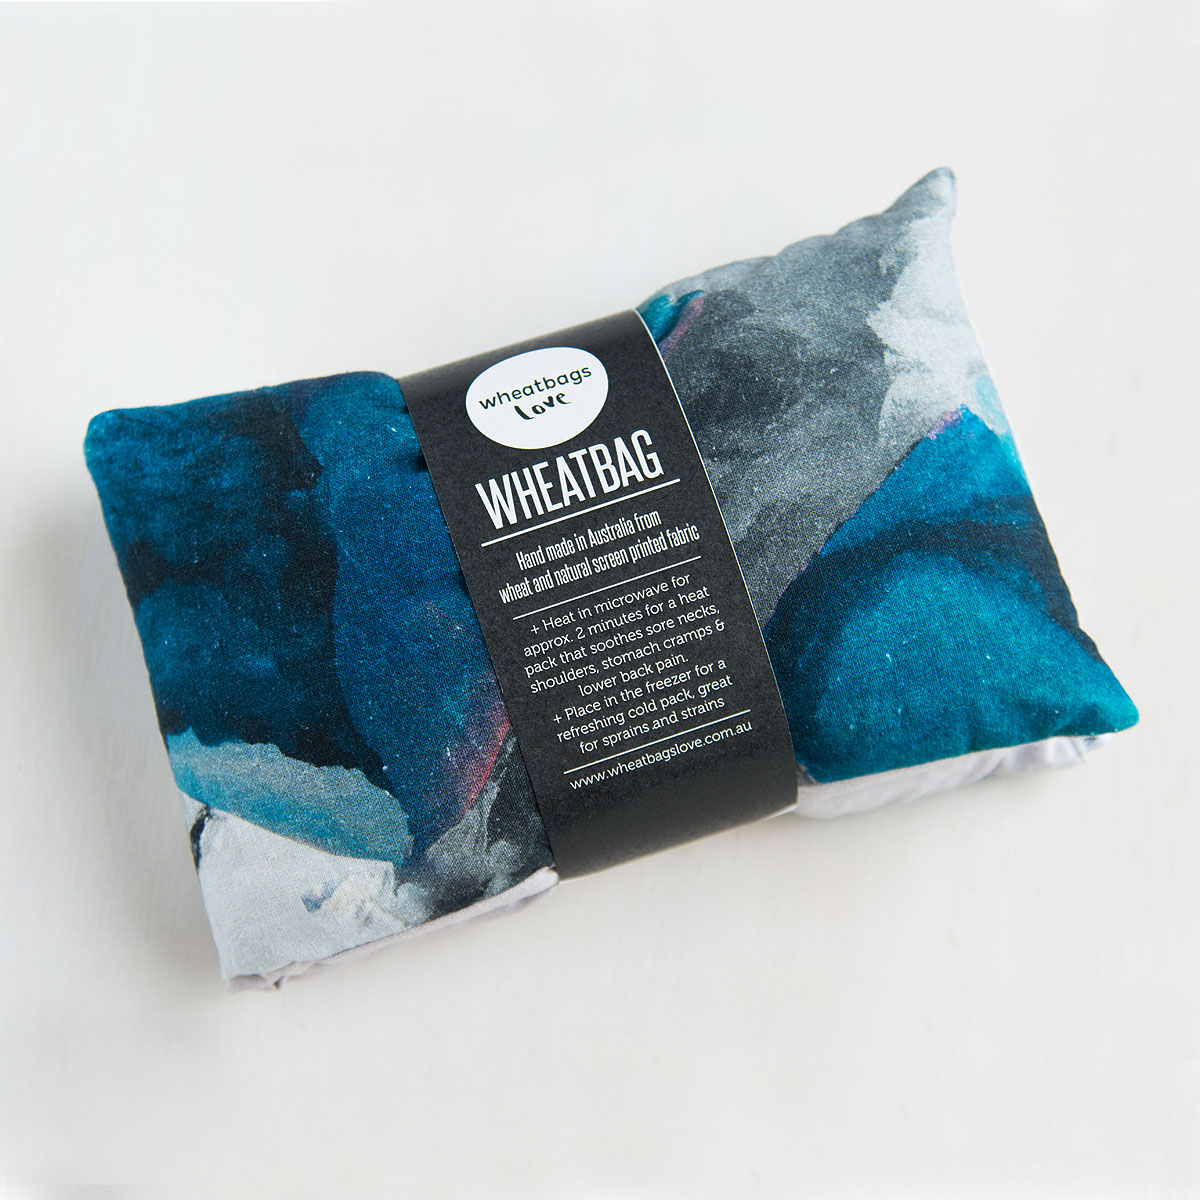 wheatbags
love
WHEATBAG
Hand made in Australia from
wheat and natural screen printed fabric
+ Heat in microwave for
approx. 2 minutes for a heat
pack that soothes sore necks,
shoulders, stomach cramps &
lower back pain.
+ Place in the freezer for a
refreshing cold pack, great
for sprains and strains
www.wheatbagslove.com.au